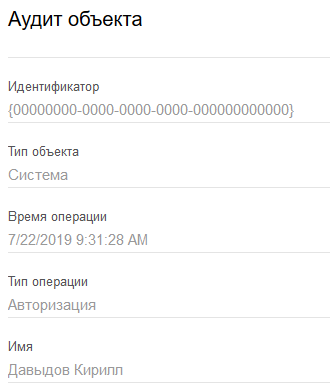 Аудит объекта
Идентификатор
{00000000-0000-0000-0000-000000000000}
Тип объекта
Система
Время операции
7/22/2019 9:31:28 AM
Тип операции
Авторизация
Имя
Давыдов Кирилл